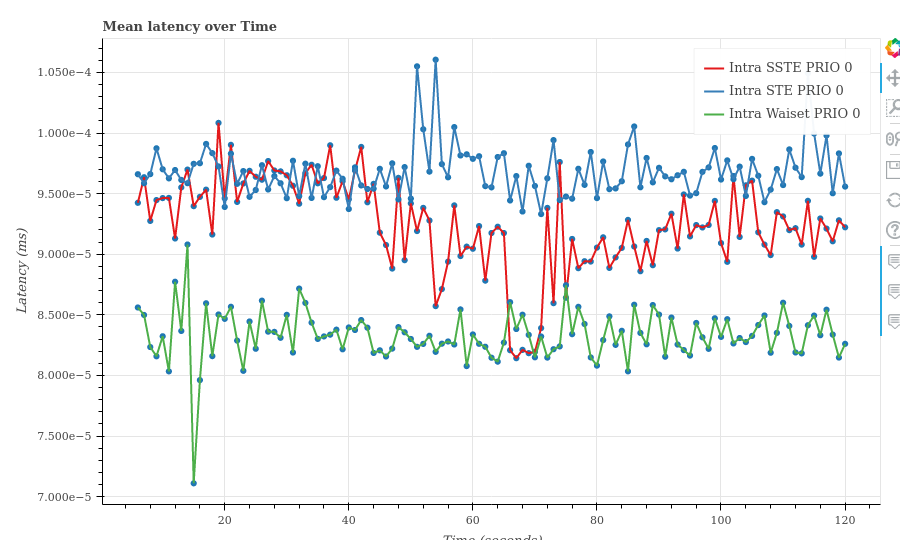 Mean latency over Time
Intra SSTE PRIO 0
Intra STE PRIO 0
Intra Waiset PRIO 0
Latency (ms)
1.050e−4
1.000e−4
9.500e−5
9.000e−5
8.500e−5
8.000e−5
7.500e−5
7.000e−5
20
40
60
80
100
120
Time (seconds)